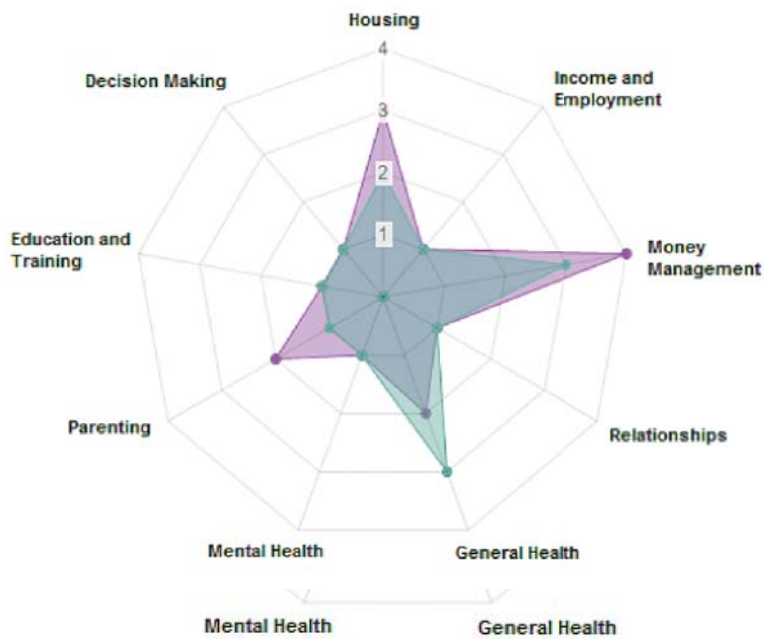 Housing
4
Decision Making
Income and
Employment
3
2
1
Education and
Training
Money
Management
Parenting
Relationships
Mental Health
General Health
Mental Health
General Health